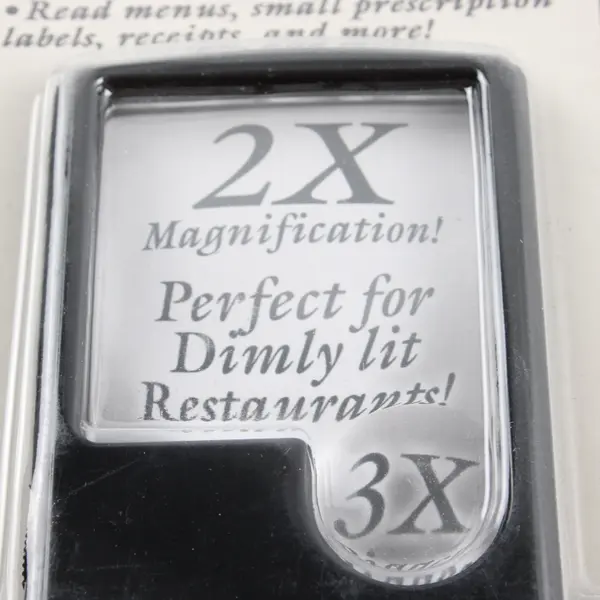 • Read menus, small prescription
labels, receipts, and more!
2X
Magnification!
Perfect for
Dimly lit
Restaurants!
3X